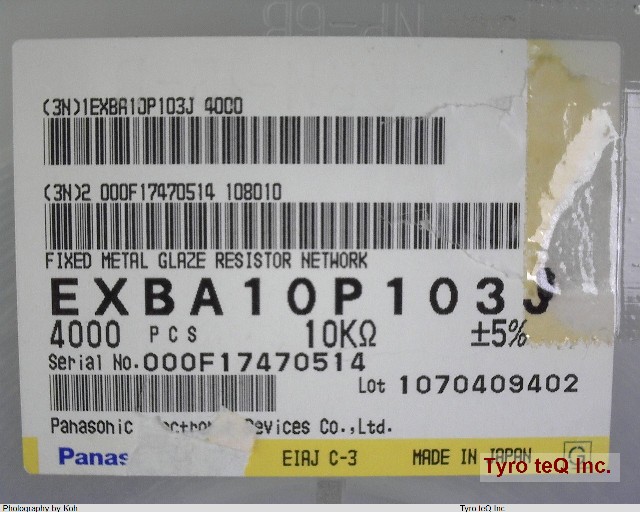 (3N)1EXBA10P103J 4000
(3N)2 000F17470514 108010
FIXED METAL GLAZE RESISTOR NETWORK
EXBA10P103J
4000 PCS 10KΩ ±5%
Serial No.000F17470514
Lot 1070409402
Panasonic Devices Co.,Ltd.
Panas EIAJ C-3 MADE IN JAPAN G
Tyro teQ Inc.
Photography by Koh Tyro teQ Inc